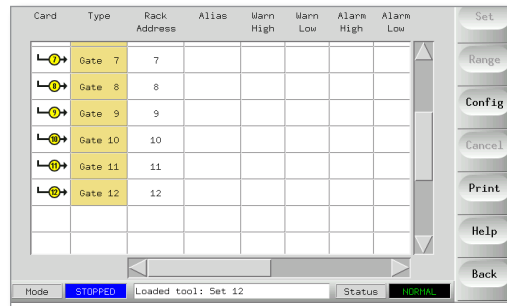 Card Type Rack Address Alias Warn High Warn Low Alarm High Alarm Low
7 Gate 7 7
8 Gate 8 8
9 Gate 9 9
10 Gate 10 10
11 Gate 11 11
12 Gate 12 12
Set
Range
Config
Cancel
Print
Help
Back
Mode STOPPED Loaded tool: Set 12 Status NORMAL